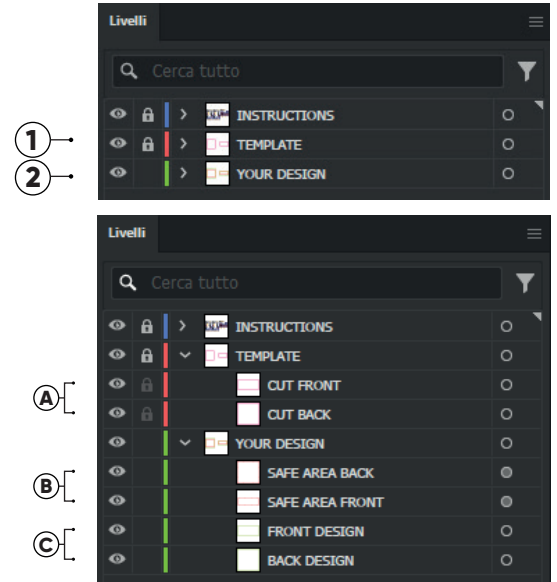 Livelli
Cerca tutto
INSTRUCTIONS
1 TEMPLATE
2 YOUR DESIGN
Livelli
Cerca tutto
INSTRUCTIONS
TEMPLATE
A
CUT FRONT
CUT BACK
YOUR DESIGN
B
SAFE AREA BACK
SAFE AREA FRONT
C
FRONT DESIGN
BACK DESIGN